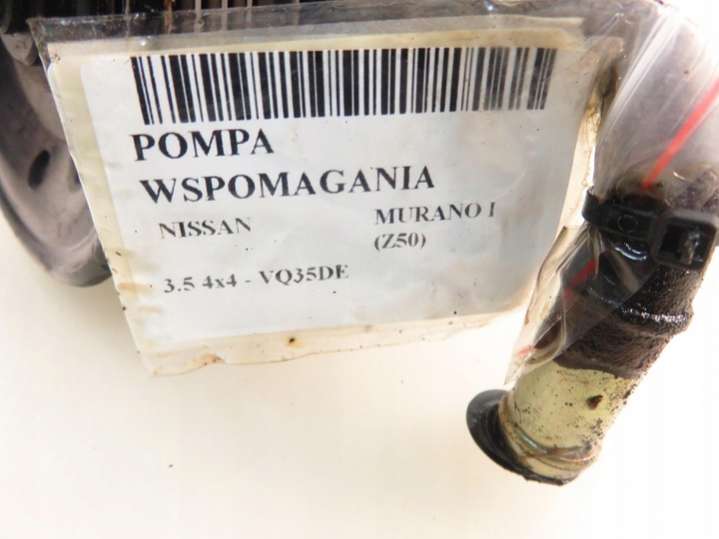 POMPA
WSPOMAGANIA
NISSAN MURANO I
(Z50)
3.5 4x4 - VQ35DE